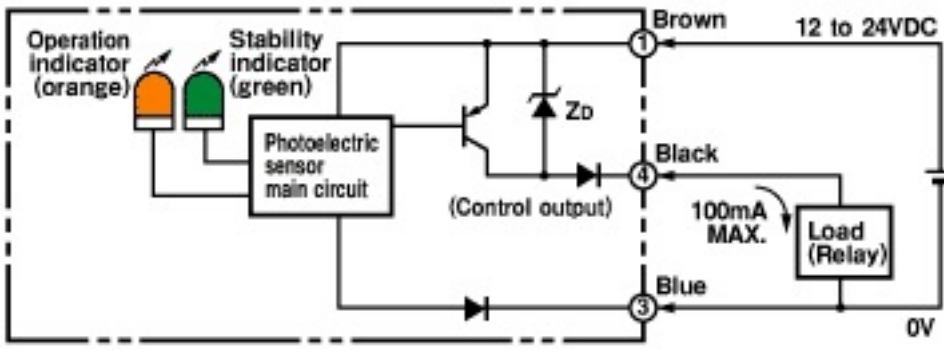 Operation
indicator
(orange)
Stability
indicator
(green)
Photoelectric
sensor
main circuit
ZD
(Control output)
1
Brown
12 to 24VDC
4
Black
100mA
MAX.
Load
(Relay)
3
Blue
0V